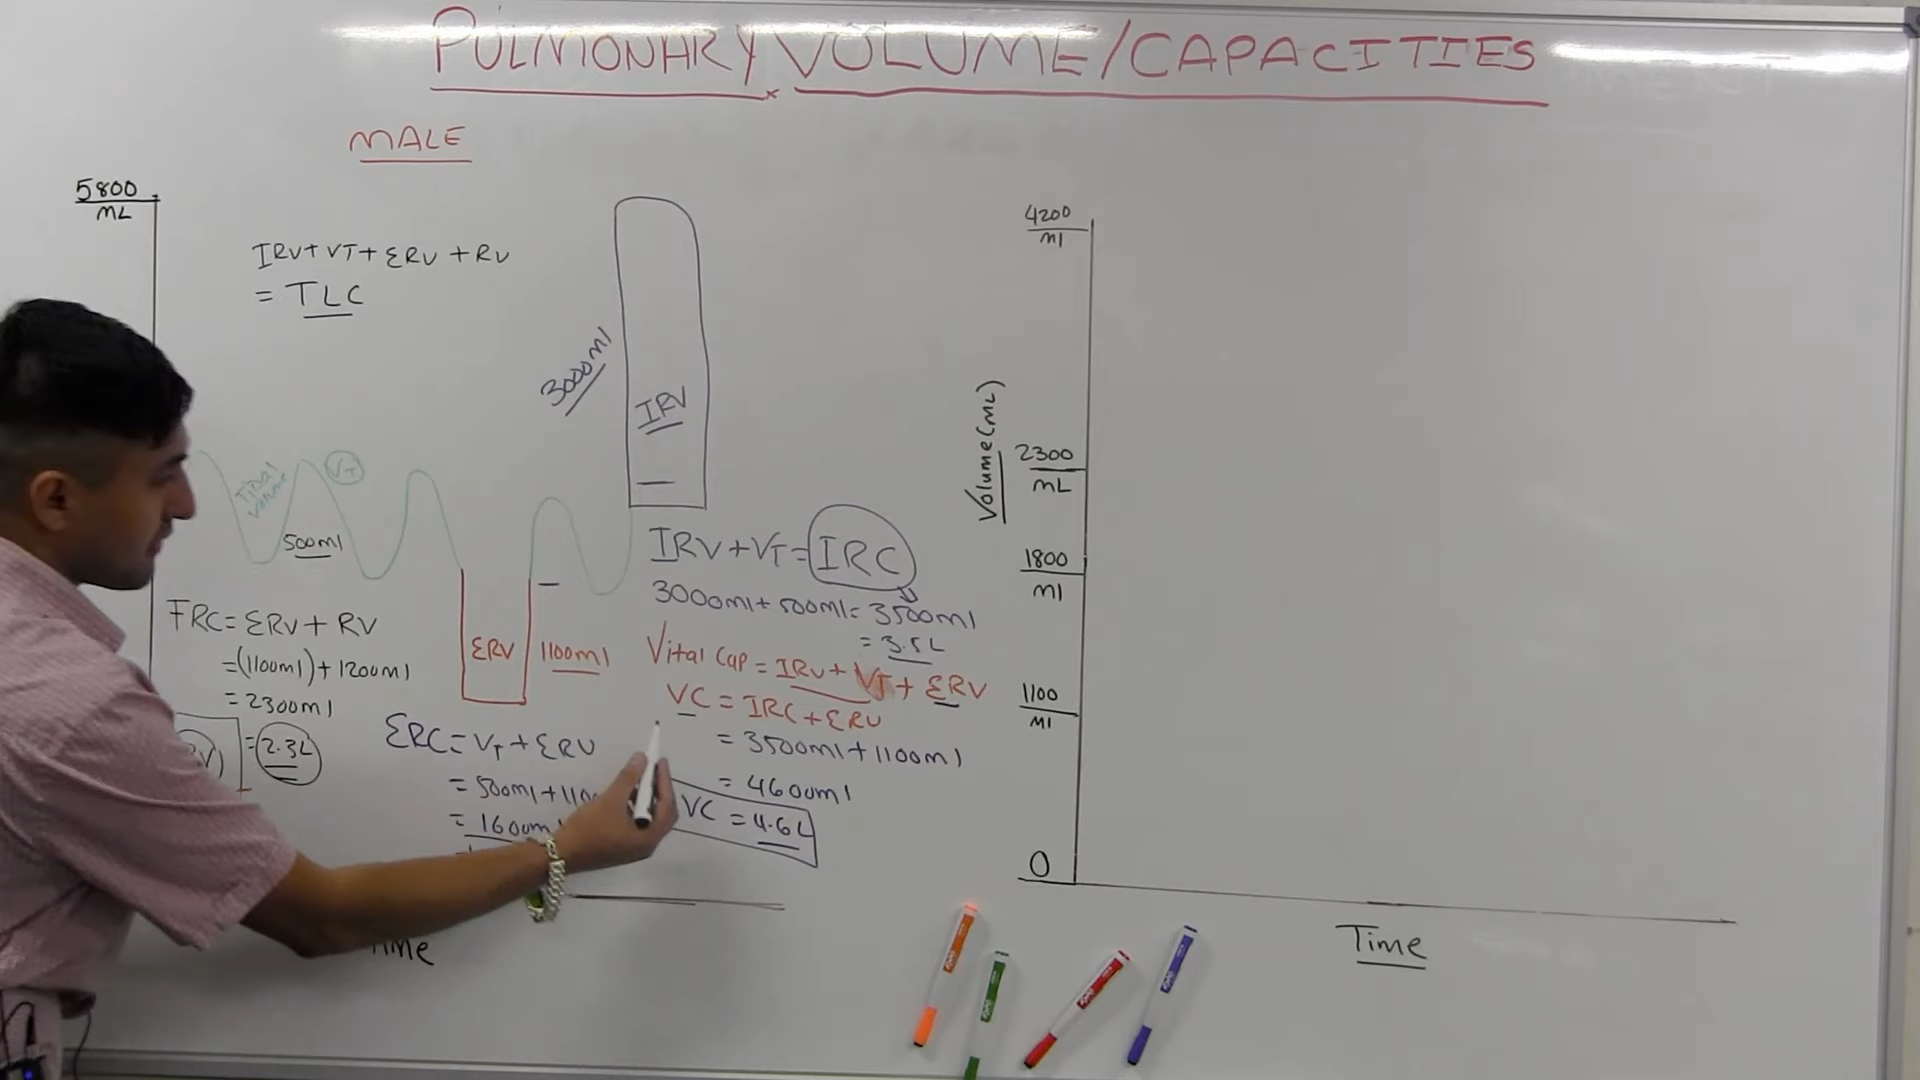 PULMONARY VOLUME/CAPACITIES
MALE
5800
ML
IRV + VT + ERV + RV
= TLC
3000ml
IRV
Tidal
Volume
VT
500ml
FRC = ERV + RV
= (1100ml) + 1200ml
= 2300ml
= 2.3L
ERV
1100ml
ERC = VT + ERV
= 500ml + 110
= 1600m
IRV + VT = IRC
3000ml + 500ml = 3500ml
= 3.5L
Vital Cap = IRV + VT + ERV
VC = IRC + ERV
= 3500ml + 1100ml
= 4600ml
VC = 4.6L
Time
4200
ml
Volume (mL)
2300
mL
1800
ml
1100
ml
0
Time